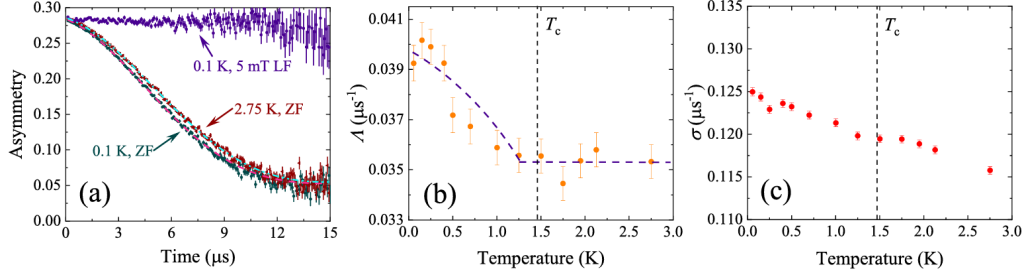 0.30
0.25
0.20
0.15
0.10
0.05
0.00
Asymmetry
0.1 K, 5 mT LF
2.75 K, ZF
0.1 K, ZF
(a)
0 3 6 9 12 15
Time (μs)
0.041
0.039
0.037
0.035
0.033
Λ (μs⁻¹)
Tc
(b)
0.0 0.5 1.0 1.5 2.0 2.5 3.0
Temperature (K)
0.135
0.130
0.125
0.120
0.115
0.110
σ (μs⁻¹)
Tc
(c)
0.0 0.5 1.0 1.5 2.0 2.5 3.0
Temperature (K)